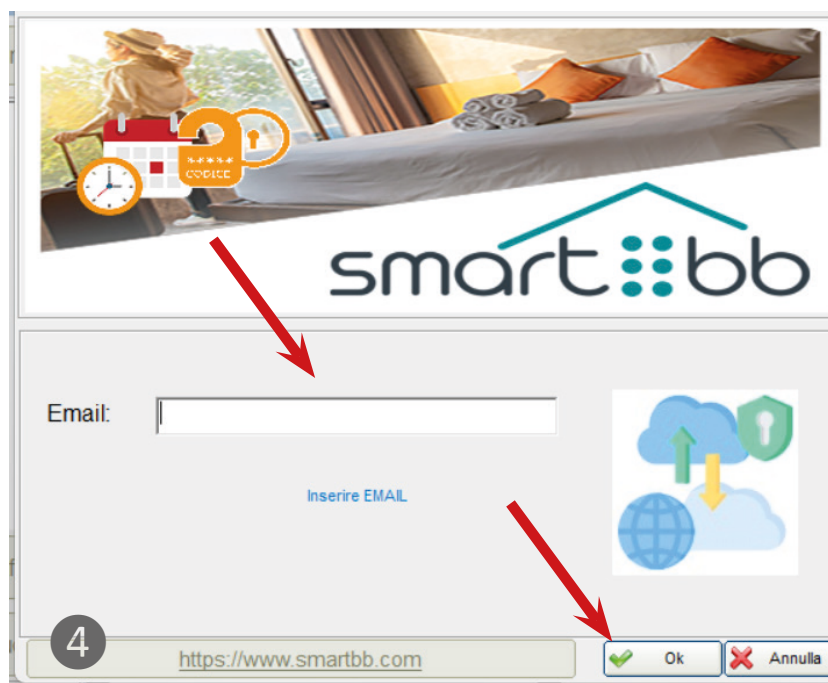 *****
CODICE
smart bb
Email:
Inserire EMAIL
4
https://www.smartbb.com
Ok
Annulla